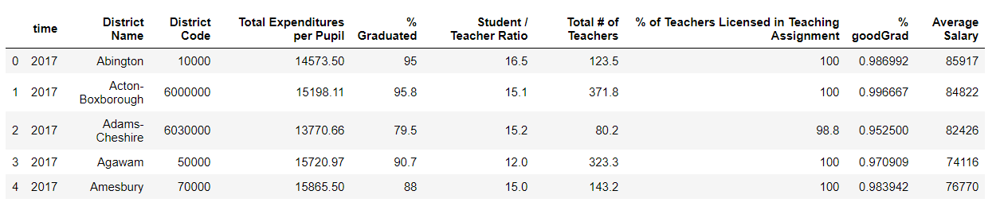 time District Name District Code Total Expenditures per Pupil % Graduated Student / Teacher Ratio Total # of Teachers % of Teachers Licensed in Teaching Assignment % goodGrad Average Salary
0 2017 Abington 10000 14573.50 95 16.5 123.5 100 0.986992 85917
1 2017 Acton-Boxborough 6000000 15198.11 95.8 15.1 371.8 100 0.996667 84822
2 2017 Adams-Cheshire 6030000 13770.66 79.5 15.2 80.2 98.8 0.952500 82426
3 2017 Agawam 50000 15720.97 90.7 12.0 323.3 100 0.970909 74116
4 2017 Amesbury 70000 15865.50 88 15.0 143.2 100 0.983942 76770